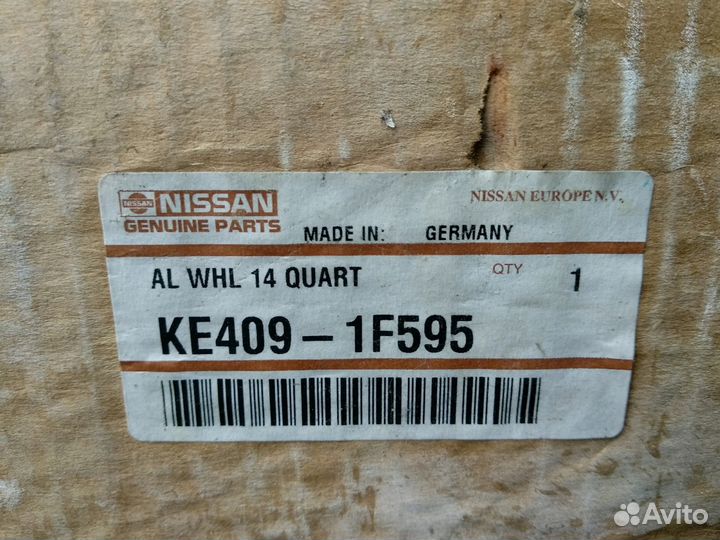 NISSAN
NISSAN
GENUINE PARTS
NISSAN EUROPE N.V.
MADE IN: GERMANY
AL WHL 14 QUART QTY 1
KE409-1F595
Avito